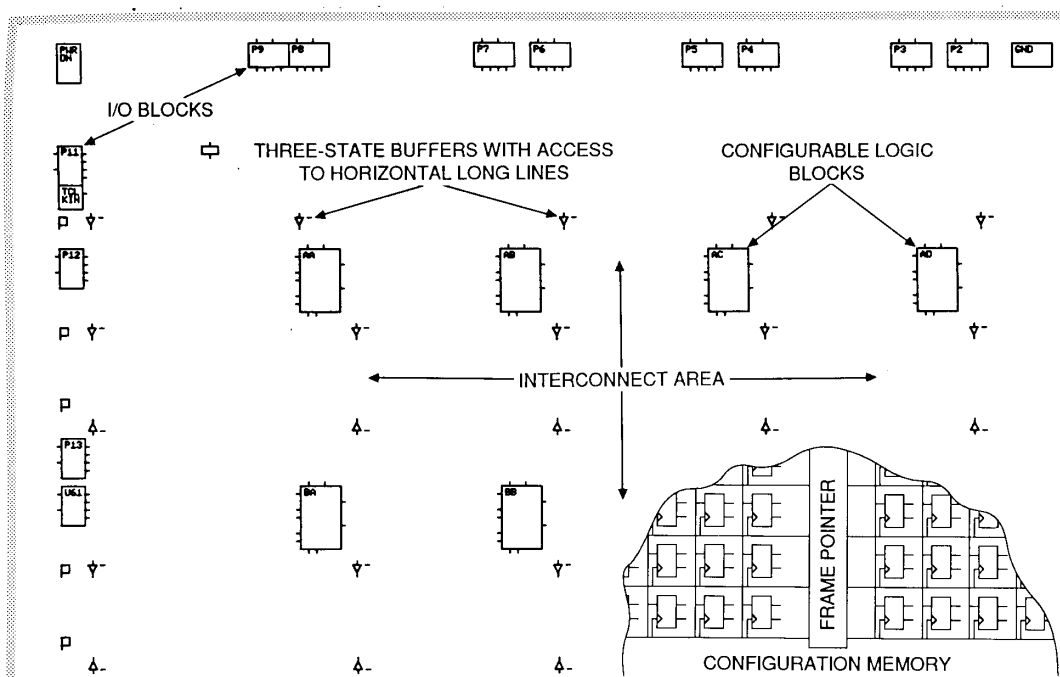 PWR
DN
P9
P8
P7
P6
P5
P4
P3
P2
GND
I/O BLOCKS
P11
TCL
KIN
THREE-STATE BUFFERS WITH ACCESS
TO HORIZONTAL LONG LINES
CONFIGURABLE LOGIC
BLOCKS
P12
AA
AB
AC
AD
INTERCONNECT AREA
P13
U61
BA
BB
FRAME POINTER
CONFIGURATION MEMORY